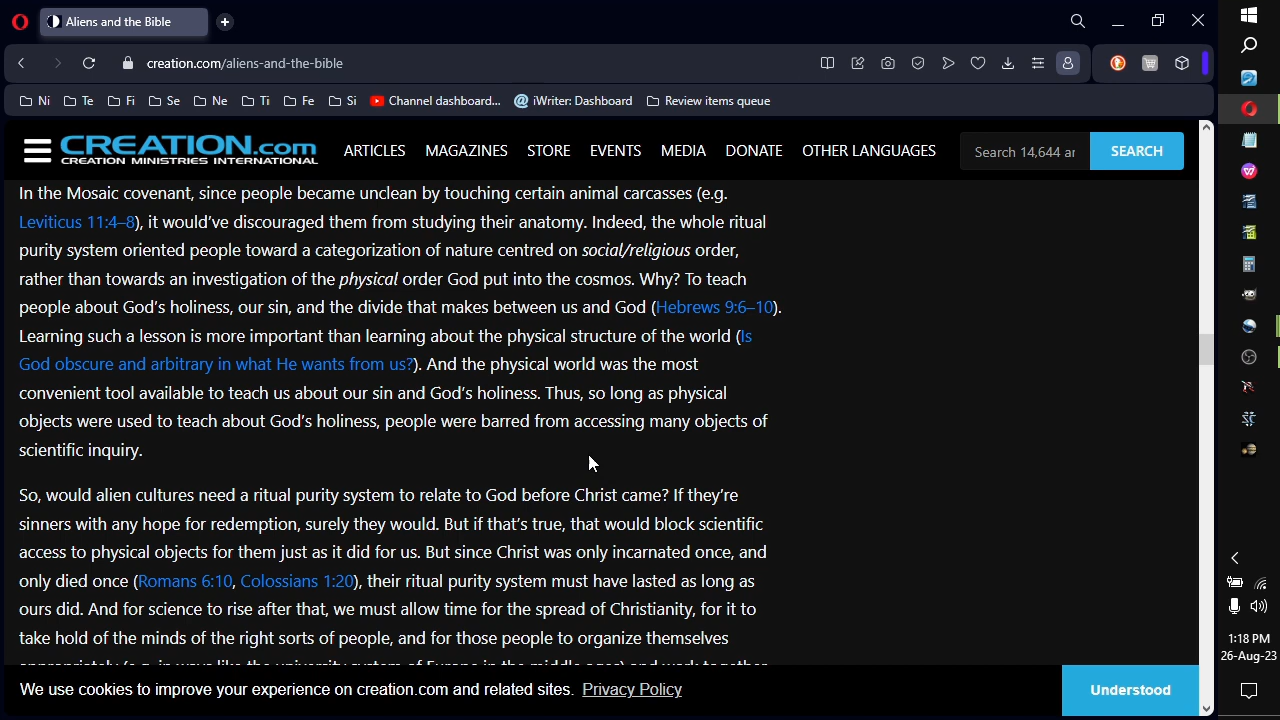 Aliens and the Bible
creation.com/aliens-and-the-bible
Ni Te Fi Se Ne Ti Fe Si Channel dashboard... iWriter: Dashboard Review items queue
CREATION.com
CREATION MINISTRIES INTERNATIONAL
ARTICLES MAGAZINES STORE EVENTS MEDIA DONATE OTHER LANGUAGES Search 14,644 ar SEARCH
In the Mosaic covenant, since people became unclean by touching certain animal carcasses (e.g.
Leviticus 11:4–8), it would've discouraged them from studying their anatomy. Indeed, the whole ritual
purity system oriented people toward a categorization of nature centred on social/religious order,
rather than towards an investigation of the physical order God put into the cosmos. Why? To teach
people about God's holiness, our sin, and the divide that makes between us and God (Hebrews 9:6–10).
Learning such a lesson is more important than learning about the physical structure of the world (Is
God obscure and arbitrary in what He wants from us?). And the physical world was the most
convenient tool available to teach us about our sin and God's holiness. Thus, so long as physical
objects were used to teach about God's holiness, people were barred from accessing many objects of
scientific inquiry.
So, would alien cultures need a ritual purity system to relate to God before Christ came? If they're
sinners with any hope for redemption, surely they would. But if that's true, that would block scientific
access to physical objects for them just as it did for us. But since Christ was only incarnated once, and
only died once (Romans 6:10, Colossians 1:20), their ritual purity system must have lasted as long as
ours did. And for science to rise after that, we must allow time for the spread of Christianity, for it to
take hold of the minds of the right sorts of people, and for those people to organize themselves
We use cookies to improve your experience on creation.com and related sites. Privacy Policy
Understood
1:18 PM
26-Aug-23